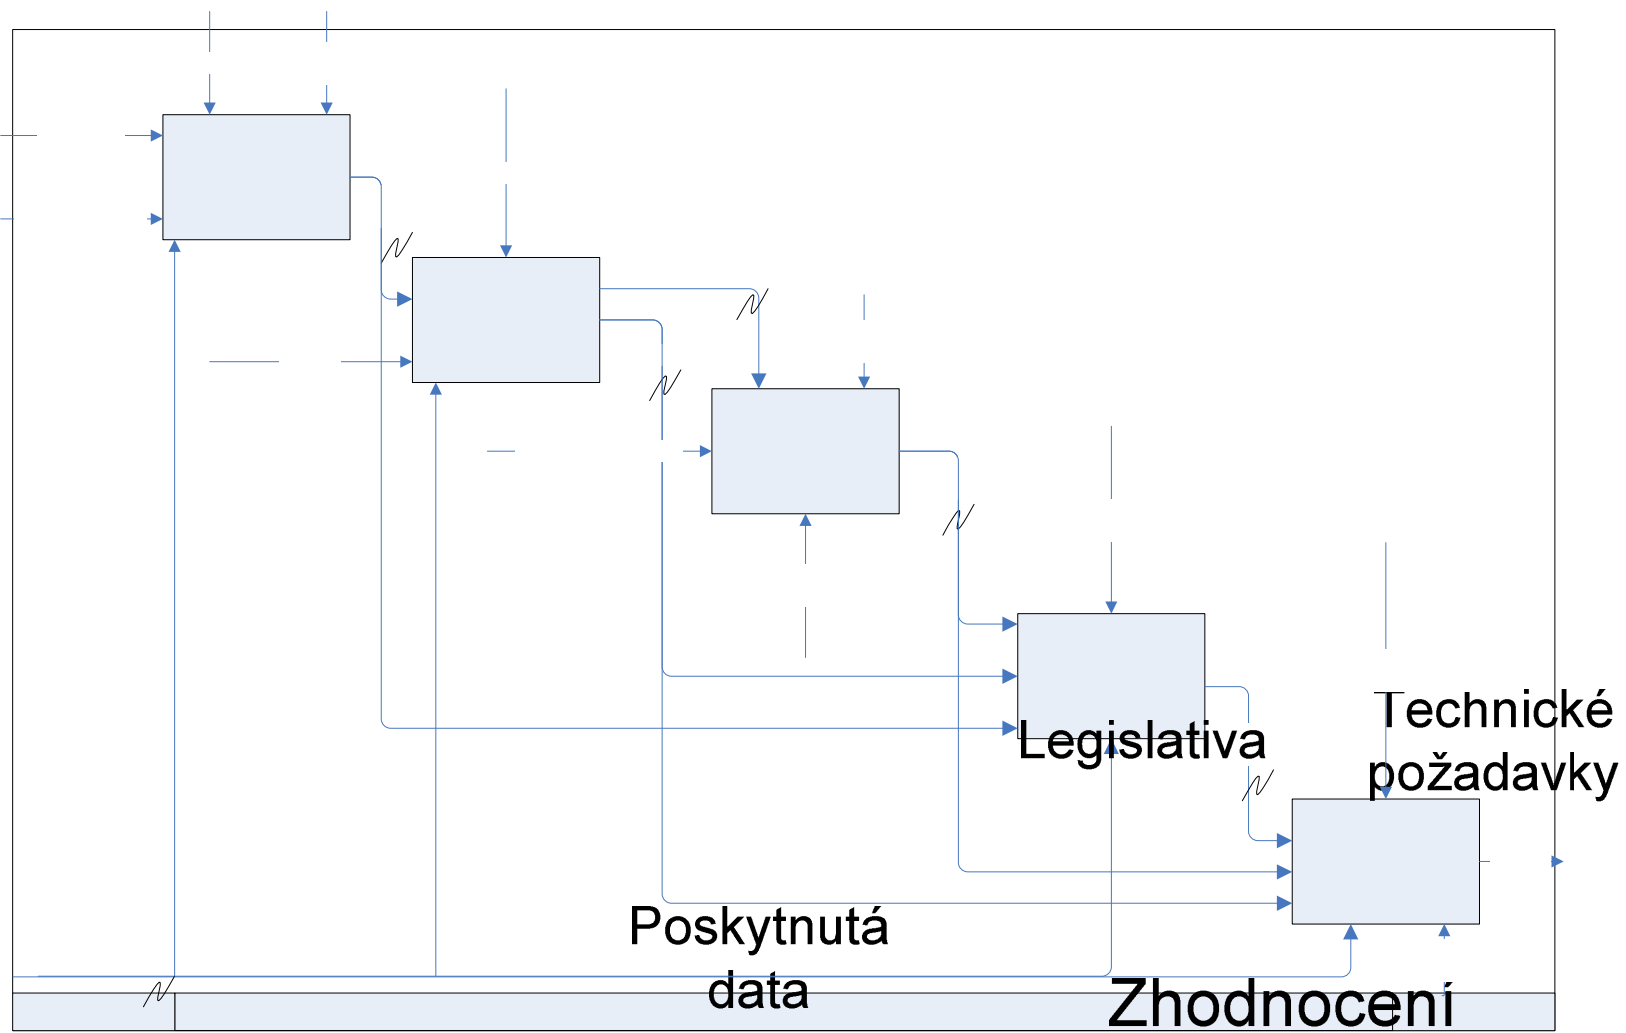 Technické
požadavky
Legislativa
Poskytnutá
data
Zhodnocení